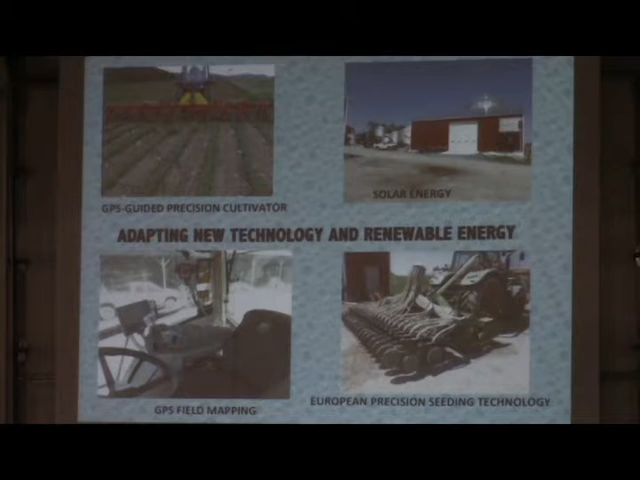 GPS-GUIDED PRECISION CULTIVATOR
SOLAR ENERGY
ADAPTING NEW TECHNOLOGY AND RENEWABLE ENERGY
GPS FIELD MAPPING
EUROPEAN PRECISION SEEDING TECHNOLOGY